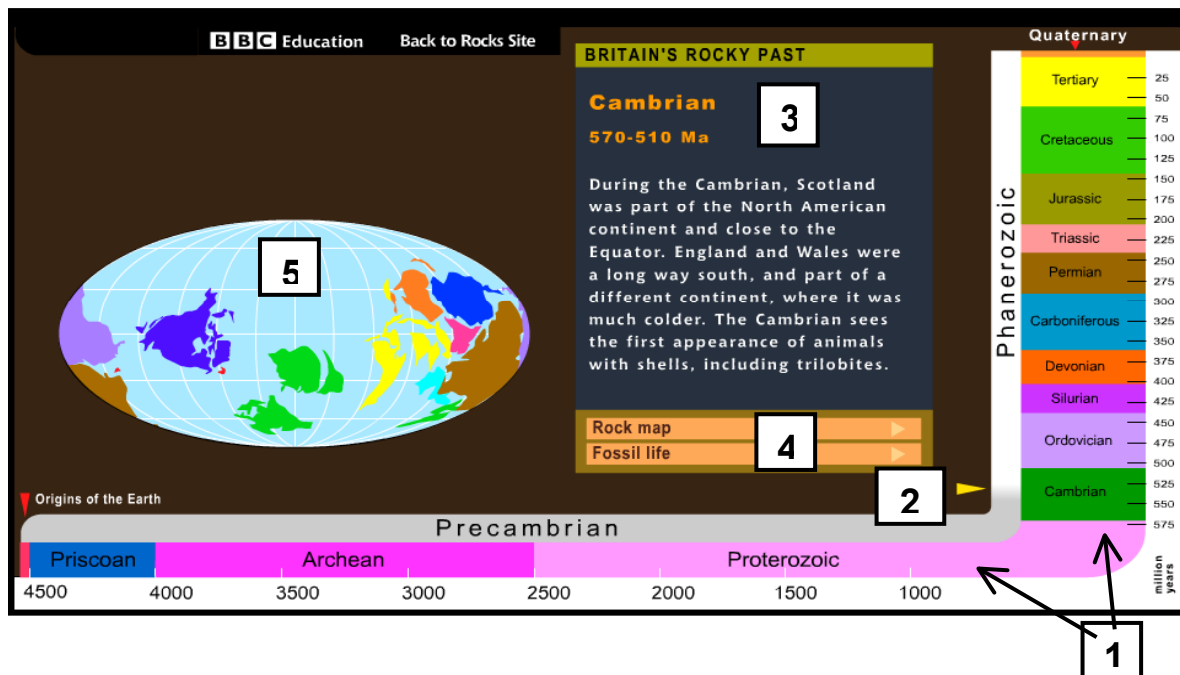 BBC Education
Back to Rocks Site
BRITAIN'S ROCKY PAST
Cambrian
570-510 Ma
3
During the Cambrian, Scotland
was part of the North American
continent and close to the
Equator. England and Wales were
a long way south, and part of a
different continent, where it was
much colder. The Cambrian sees
the first appearance of animals
with shells, including trilobites.
Rock map
Fossil life
4
5
2
Origins of the Earth
Precambrian
Priscoan
Archean
Proterozoic
4500
4000
3500
3000
2500
2000
1500
1000
Phanerozoic
Quaternary
Tertiary
Cretaceous
Jurassic
Triassic
Permian
Carboniferous
Devonian
Silurian
Ordovician
Cambrian
25
50
75
100
125
150
175
200
225
250
275
300
325
350
375
400
425
450
475
500
525
550
575
million
years
1